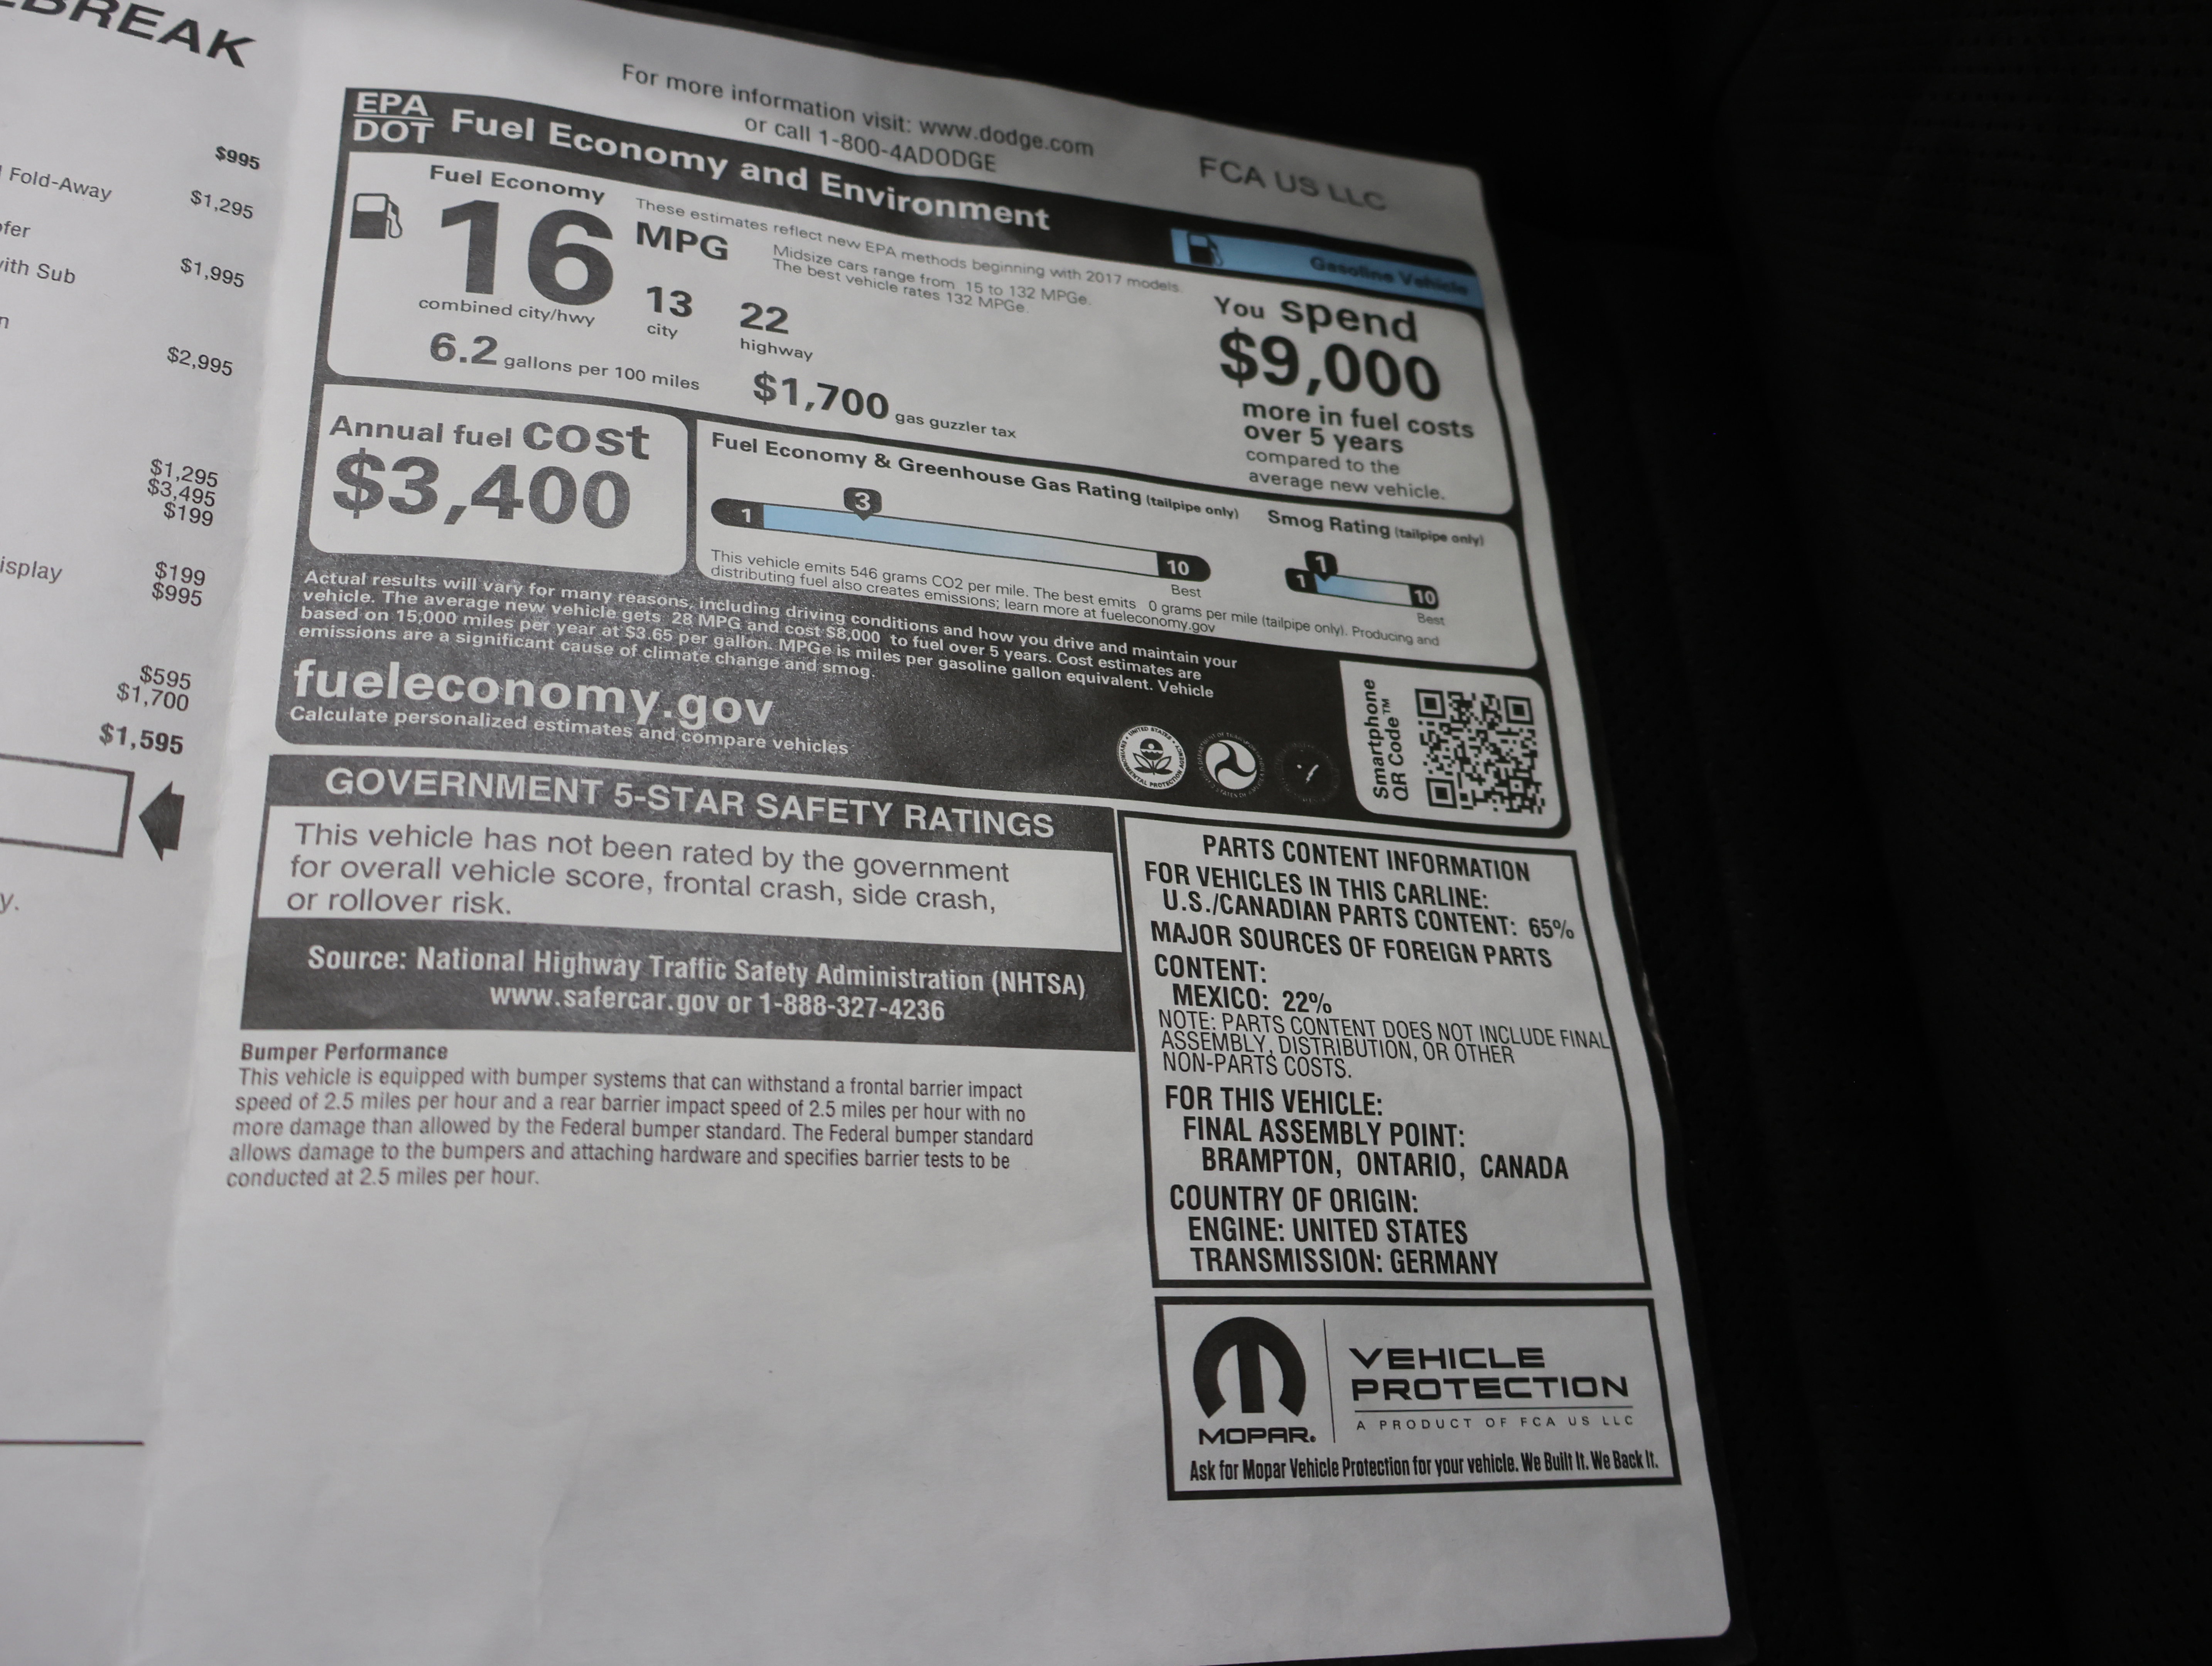 EBREAK
$995
Fold-Away $1,295
ofer
with Sub $1,995
n
$2,995
$1,295
$3,495
$199
isplay $199
$995
$595
$1,700
$1,595
y.
For more information visit: www.dodge.com
or call 1-800-4ADODGE
FCA US LLC
EPA
DOT
Fuel Economy and Environment
Gasoline Vehicle
Fuel Economy
These estimates reflect new EPA methods beginning with 2017 models.
16 MPG
Midsize cars range from 15 to 132 MPGe.
The best vehicle rates 132 MPGe.
combined city/hwy
13
city
22
highway
6.2 gallons per 100 miles
$1,700 gas guzzler tax
You spend
$9,000
more in fuel costs
over 5 years
compared to the
average new vehicle.
Annual fuel cost
$3,400
Fuel Economy & Greenhouse Gas Rating (tailpipe only)
3
1
10
Best
Smog Rating (tailpipe only)
1
1
10
Best
This vehicle emits 546 grams CO2 per mile. The best emits 0 grams per mile (tailpipe only). Producing and
distributing fuel also creates emissions; learn more at fueleconomy.gov
Actual results will vary for many reasons, including driving conditions and how you drive and maintain your
vehicle. The average new vehicle gets 28 MPG and cost $8,000 to fuel over 5 years. Cost estimates are
based on 15,000 miles per year at $3.65 per gallon. MPGe is miles per gasoline gallon equivalent. Vehicle
emissions are a significant cause of climate change and smog.
fueleconomy.gov
Calculate personalized estimates and compare vehicles
Smartphone
QR Code™
GOVERNMENT 5-STAR SAFETY RATINGS
This vehicle has not been rated by the government
for overall vehicle score, frontal crash, side crash,
or rollover risk.
Source: National Highway Traffic Safety Administration (NHTSA)
www.safercar.gov or 1-888-327-4236
Bumper Performance
This vehicle is equipped with bumper systems that can withstand a frontal barrier impact
speed of 2.5 miles per hour and a rear barrier impact speed of 2.5 miles per hour with no
more damage than allowed by the Federal bumper standard. The Federal bumper standard
allows damage to the bumpers and attaching hardware and specifies barrier tests to be
conducted at 2.5 miles per hour.
PARTS CONTENT INFORMATION
FOR VEHICLES IN THIS CARLINE:
U.S./CANADIAN PARTS CONTENT: 65%
MAJOR SOURCES OF FOREIGN PARTS
CONTENT:
MEXICO: 22%
NOTE: PARTS CONTENT DOES NOT INCLUDE FINAL
ASSEMBLY, DISTRIBUTION, OR OTHER
NON-PARTS COSTS.
FOR THIS VEHICLE:
FINAL ASSEMBLY POINT:
BRAMPTON, ONTARIO, CANADA
COUNTRY OF ORIGIN:
ENGINE: UNITED STATES
TRANSMISSION: GERMANY
MOPAR®
VEHICLE
PROTECTION
A PRODUCT OF FCA US LLC
Ask for Mopar Vehicle Protection for your vehicle. We Built It. We Back It.